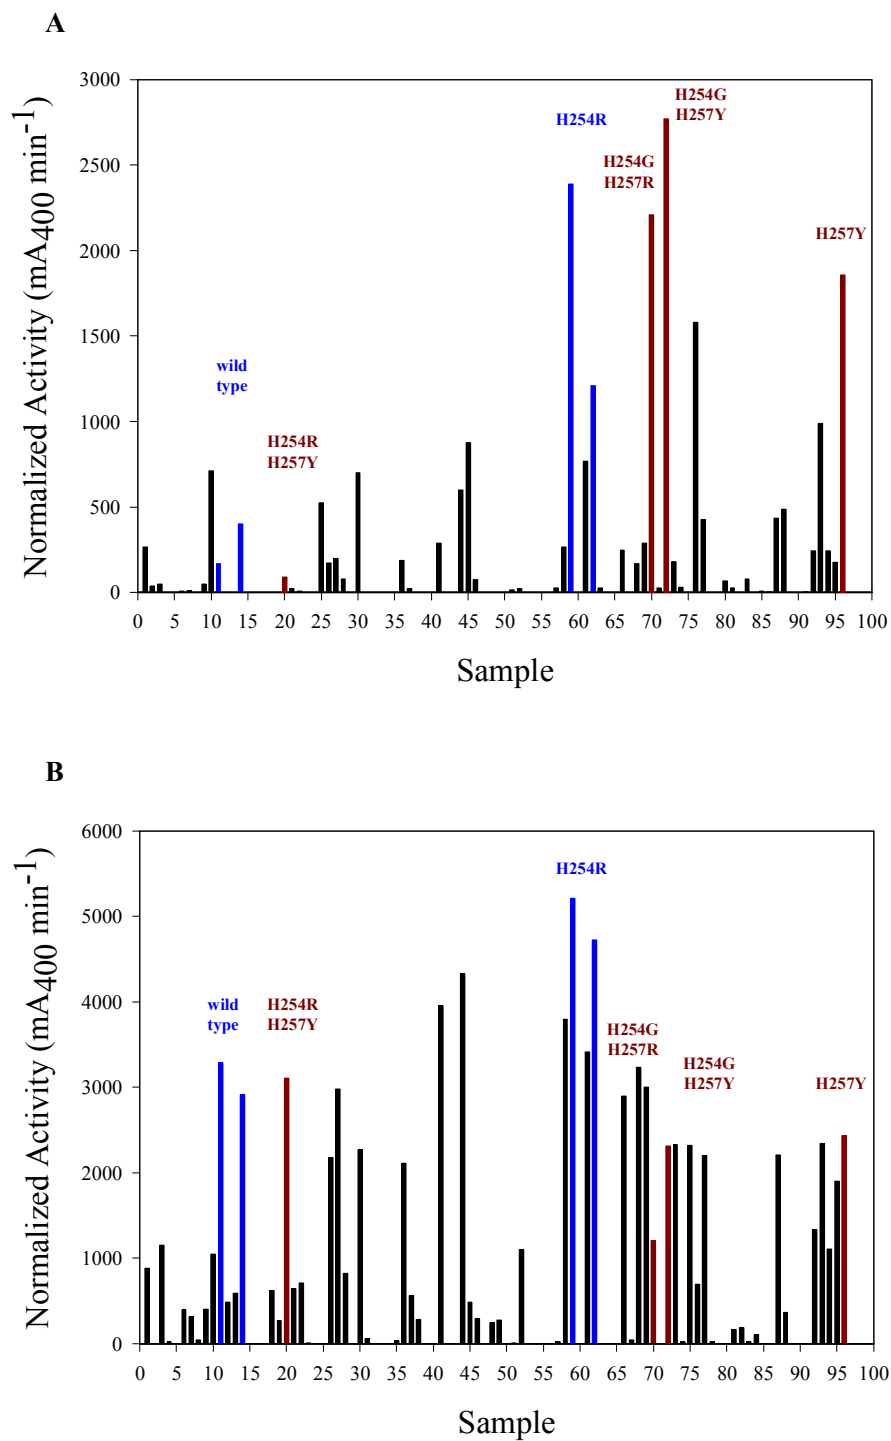 A
3000
2500
2000
1500
1000
500
0
Normalized Activity (mA400 min-1)
H254G
H257Y
H254R
H254G
H257R
H257Y
wild
type
H254R
H257Y
0 5 10 15 20 25 30 35 40 45 50 55 60 65 70 75 80 85 90 95 100
Sample
B
6000
5000
4000
3000
2000
1000
0
Normalized Activity (mA400 min-1)
H254R
wild
type
H254R
H257Y
H254G
H257R
H254G
H257Y
H257Y
0 5 10 15 20 25 30 35 40 45 50 55 60 65 70 75 80 85 90 95 100
Sample